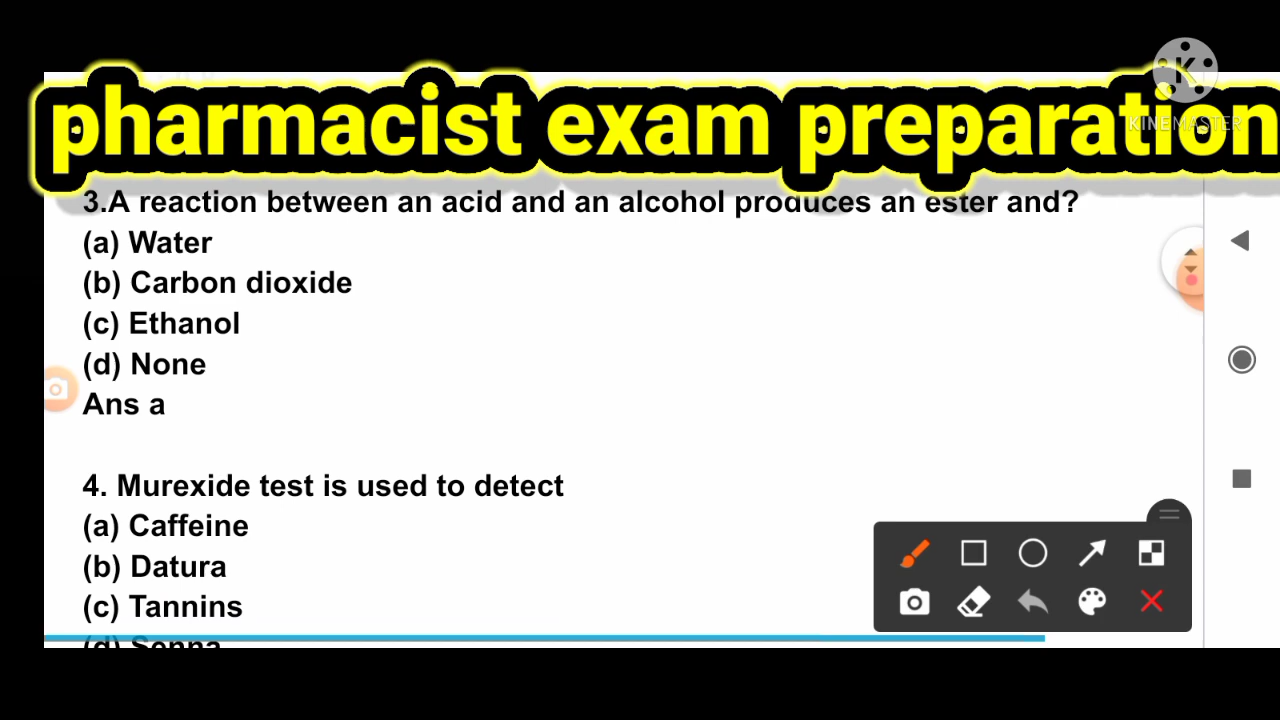 pharmacist exam preparation
KINEMASTER
3.A reaction between an acid and an alcohol produces an ester and?
(a) Water
(b) Carbon dioxide
(c) Ethanol
(d) None
Ans a
4. Murexide test is used to detect
(a) Caffeine
(b) Datura
(c) Tannins
(d) Senna